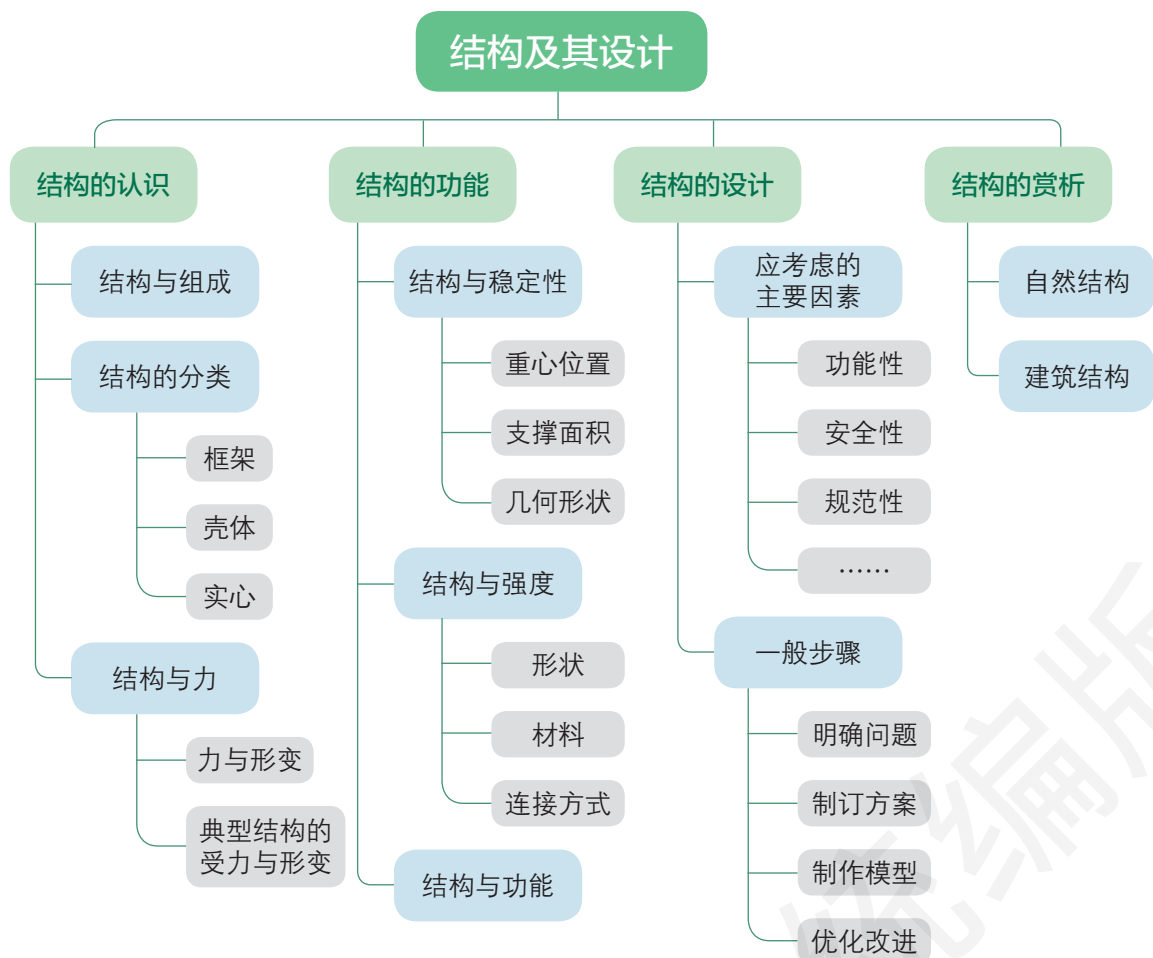 结构及其设计
结构的认识
结构与组成
结构的分类
框架
壳体
实心
结构与力
力与形变
典型结构的
受力与形变
结构的功能
结构与稳定性
重心位置
支撑面积
几何形状
结构与强度
形状
材料
连接方式
结构与功能
结构的设计
应考虑的
主要因素
功能性
安全性
规范性
……
一般步骤
明确问题
制订方案
制作模型
优化改进
结构的赏析
自然结构
建筑结构
统编版